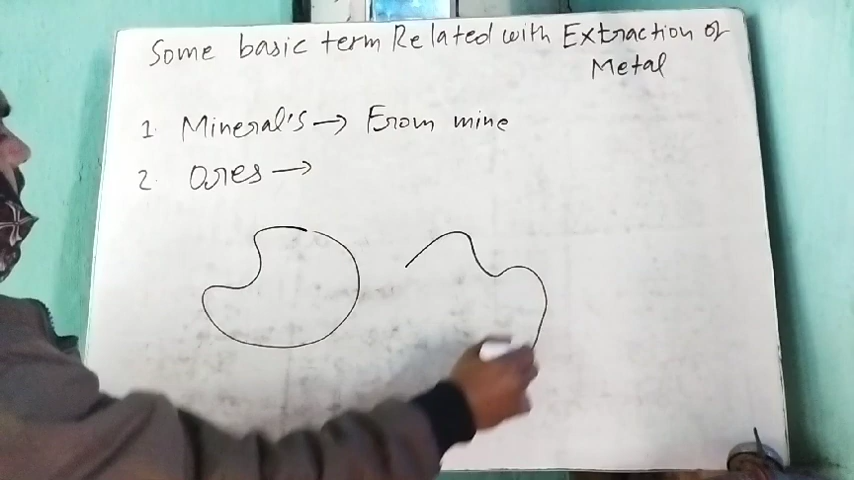 Some basic term Related with Extraction of
Metal
1. Mineral's → From mine
2. Ores →